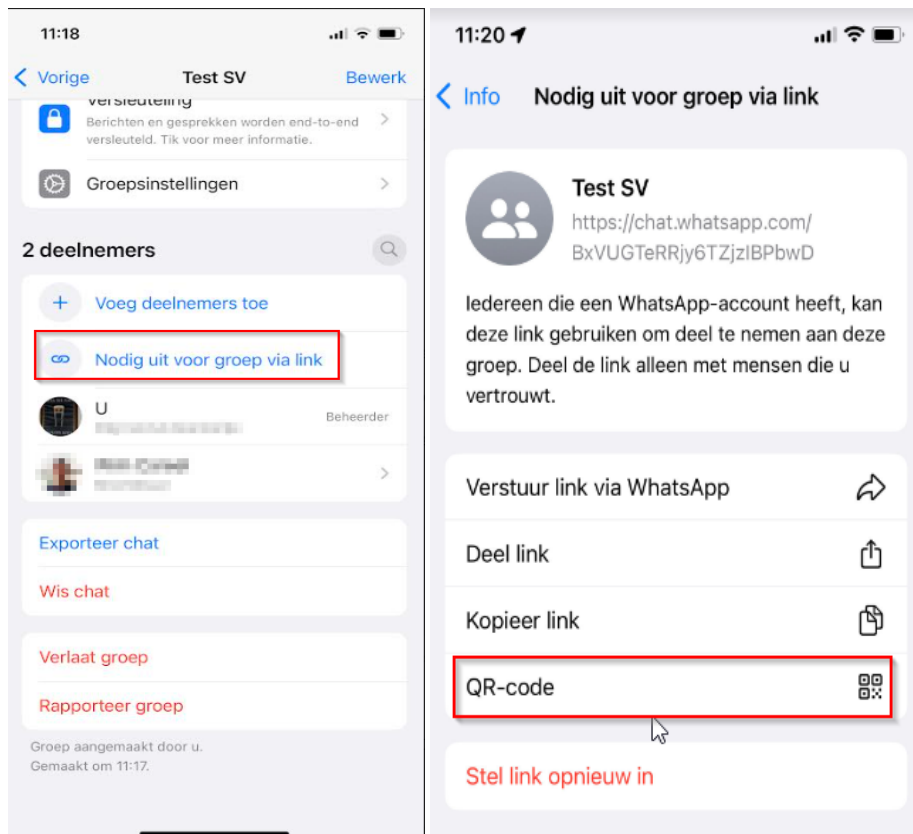 11:18
Vorige
Test SV
Bewerk
Versleuteling
Berichten en gesprekken worden end-to-end
versleuteld. Tik voor meer informatie.
Groepsinstellingen
2 deelnemers
Voeg deelnemers toe
Nodig uit voor groep via link
U
Beheerder
Exporteer chat
Wis chat
Verlaat groep
Rapporteer groep
Groep aangemaakt door u.
Gemaakt om 11:17.
11:20
Info
Nodig uit voor groep via link
Test SV
https://chat.whatsapp.com/
BxVUGTeRRjy6TZjzIBPbwD
Iedereen die een WhatsApp-account heeft, kan
deze link gebruiken om deel te nemen aan deze
groep. Deel de link alleen met mensen die u
vertrouwt.
Verstuur link via WhatsApp
Deel link
Kopieer link
QR-code
Stel link opnieuw in